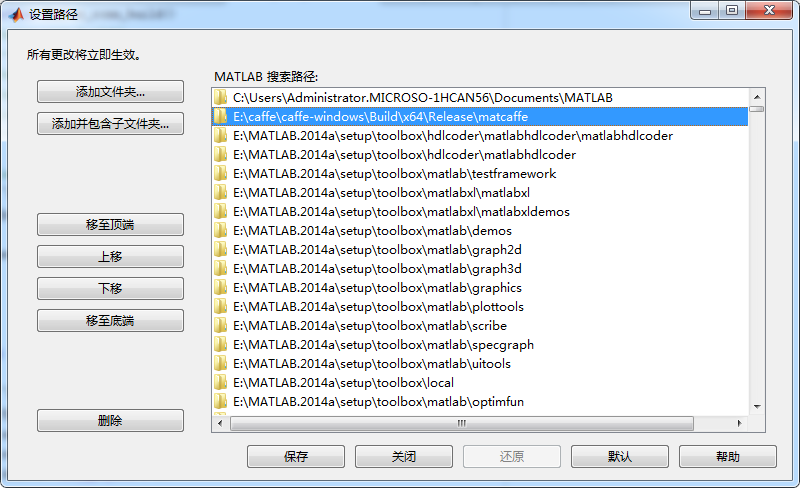 设置路径
所有更改将立即生效。
添加文件夹...
添加并包含子文件夹...
移至顶端
上移
下移
移至底端
删除
MATLAB 搜索路径:
C:\Users\Administrator.MICROSO-1HCAN56\Documents\MATLAB
E:\caffe\caffe-windows\Build\x64\Release\matcaffe
E:\MATLAB.2014a\setup\toolbox\hdlcoder\matlabhdlcoder\matlabhdlcoder
E:\MATLAB.2014a\setup\toolbox\hdlcoder\matlabhdlcoder
E:\MATLAB.2014a\setup\toolbox\matlab\testframework
E:\MATLAB.2014a\setup\toolbox\matlabxl\matlabxl
E:\MATLAB.2014a\setup\toolbox\matlabxl\matlabxldemos
E:\MATLAB.2014a\setup\toolbox\matlab\demos
E:\MATLAB.2014a\setup\toolbox\matlab\graph2d
E:\MATLAB.2014a\setup\toolbox\matlab\graph3d
E:\MATLAB.2014a\setup\toolbox\matlab\graphics
E:\MATLAB.2014a\setup\toolbox\matlab\plottools
E:\MATLAB.2014a\setup\toolbox\matlab\scribe
E:\MATLAB.2014a\setup\toolbox\matlab\specgraph
E:\MATLAB.2014a\setup\toolbox\matlab\uitools
E:\MATLAB.2014a\setup\toolbox\local
E:\MATLAB.2014a\setup\toolbox\matlab\optimfun
保存 关闭 还原 默认 帮助